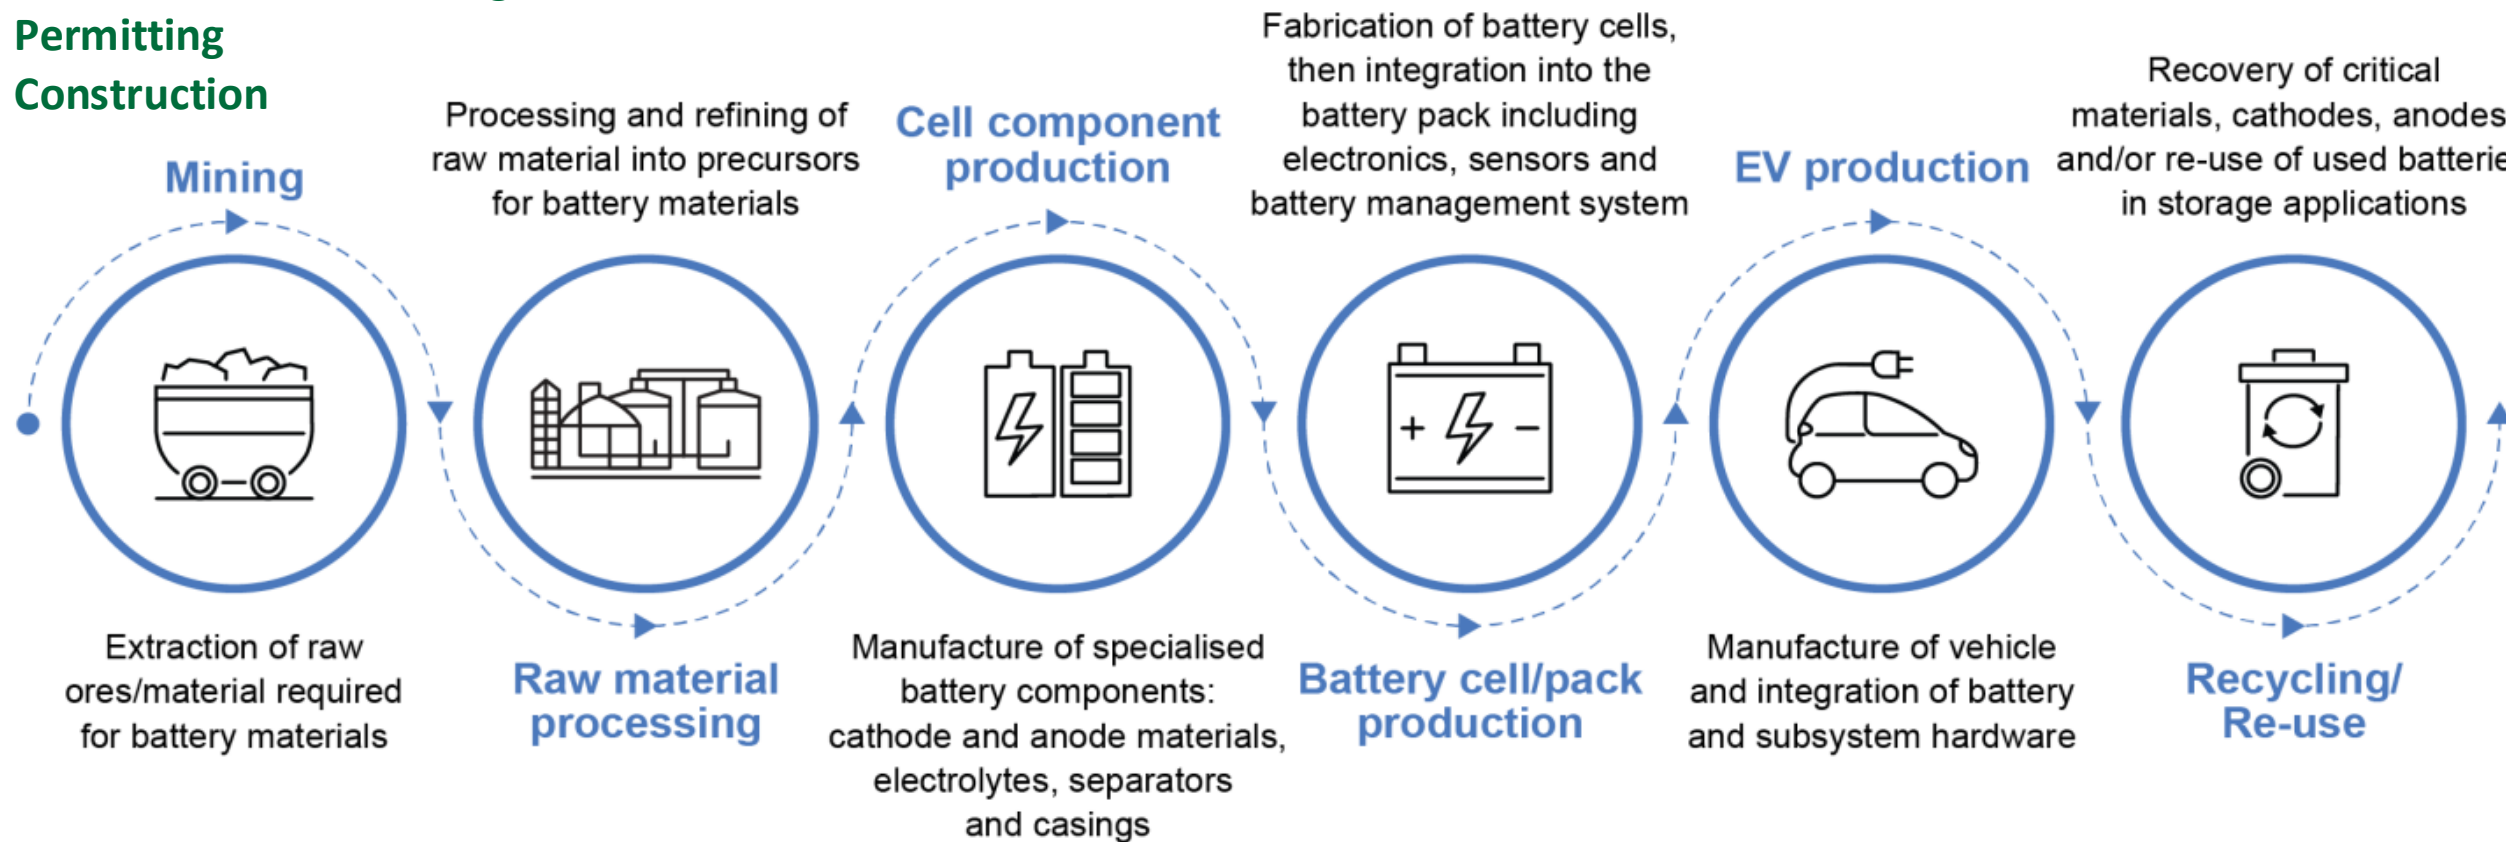 Permitting
Construction
Mining
Extraction of raw
ores/material required
for battery materials
Processing and refining of
raw material into precursors
for battery materials
Raw material
processing
Cell component
production
Manufacture of specialised
battery components:
cathode and anode materials,
electrolytes, separators
and casings
Fabrication of battery cells,
then integration into the
battery pack including
electronics, sensors and
battery management system
+ −
Battery cell/pack
production
EV production
Manufacture of vehicle
and integration of battery
and subsystem hardware
Recovery of critical
materials, cathodes, anodes
and/or re-use of used batterie
in storage applications
Recycling/
Re-use